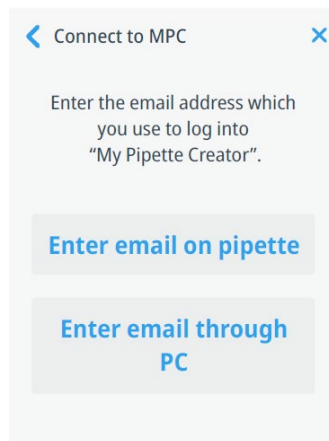 Connect to MPC
Enter the email address which
you use to log into
“My Pipette Creator”.
Enter email on pipette
Enter email through
PC